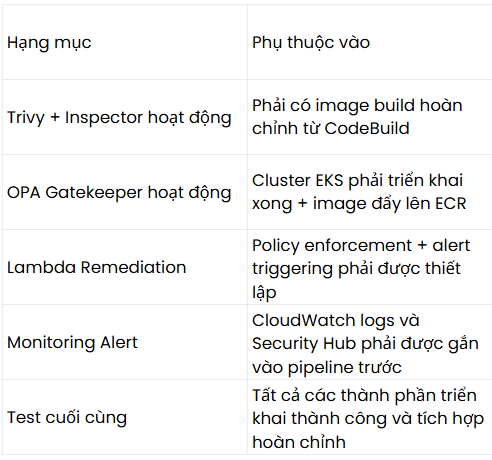 Hạng mục
Phụ thuộc vào
Trivy + Inspector hoạt động
Phải có image build hoàn
chỉnh từ CodeBuild
OPA Gatekeeper hoạt động
Cluster EKS phải triển khai
xong + image đẩy lên ECR
Lambda Remediation
Policy enforcement + alert
triggering phải được thiết
lập
Monitoring Alert
CloudWatch logs và
Security Hub phải được gắn
vào pipeline trước
Test cuối cùng
Tất cả các thành phần triển
khai thành công và tích hợp
hoàn chỉnh